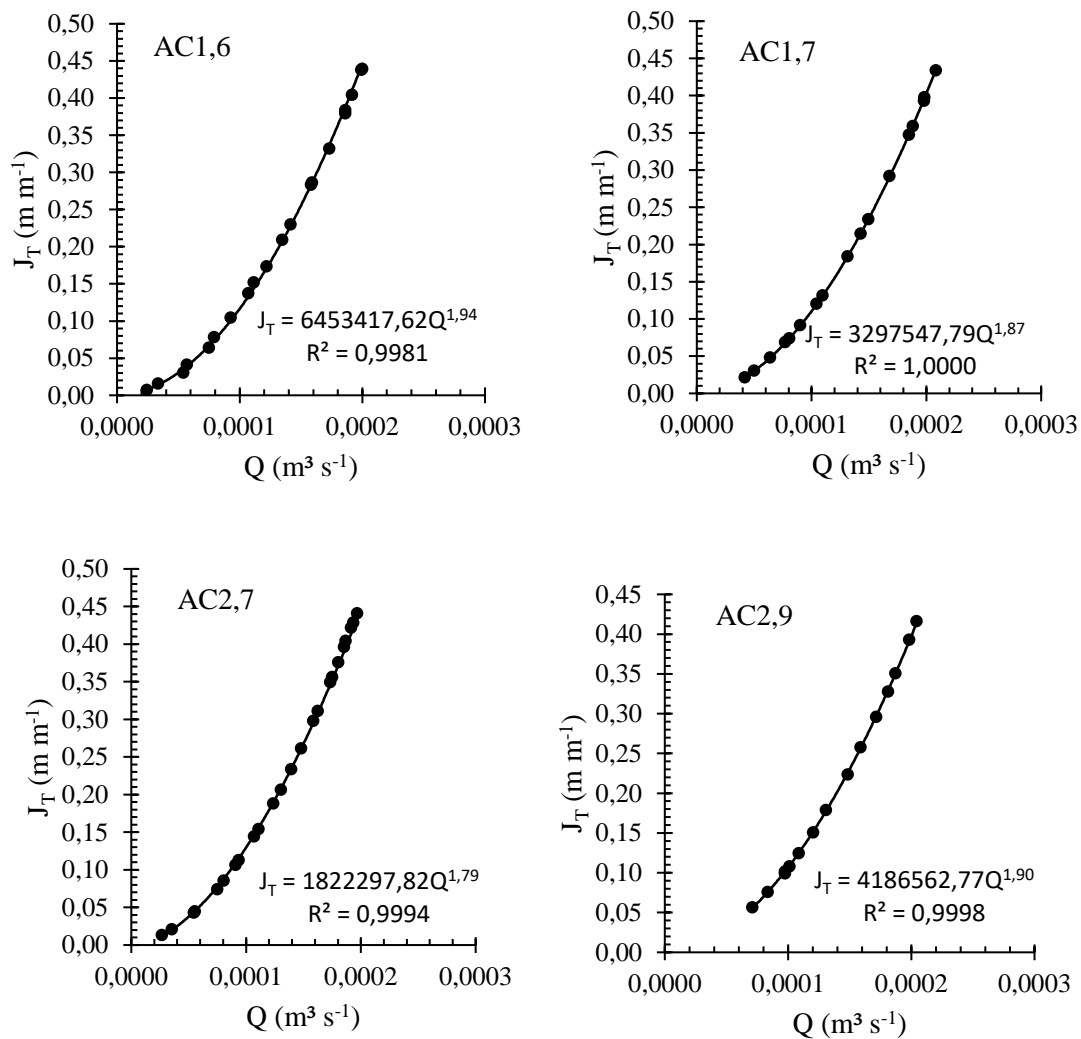 AC1,6
J_T (m m⁻¹)
0,50
0,45
0,40
0,35
0,30
0,25
0,20
0,15
0,10
0,05
0,00
J_T = 6453417,62Q^1,94
R² = 0,9981
0,0000 0,0001 0,0002 0,0003
Q (m³ s⁻¹)
AC1,7
J_T (m m⁻¹)
0,50
0,45
0,40
0,35
0,30
0,25
0,20
0,15
0,10
0,05
0,00
J_T = 3297547,79Q^1,87
R² = 1,0000
0,0000 0,0001 0,0002 0,0003
Q (m³ s⁻¹)
AC2,7
J_T (m m⁻¹)
0,50
0,45
0,40
0,35
0,30
0,25
0,20
0,15
0,10
0,05
0,00
J_T = 1822297,82Q^1,79
R² = 0,9994
0,0000 0,0001 0,0002 0,0003
Q (m³ s⁻¹)
AC2,9
J_T (m m⁻¹)
0,45
0,40
0,35
0,30
0,25
0,20
0,15
0,10
0,05
0,00
J_T = 4186562,77Q^1,90
R² = 0,9998
0,0000 0,0001 0,0002 0,0003
Q (m³ s⁻¹)